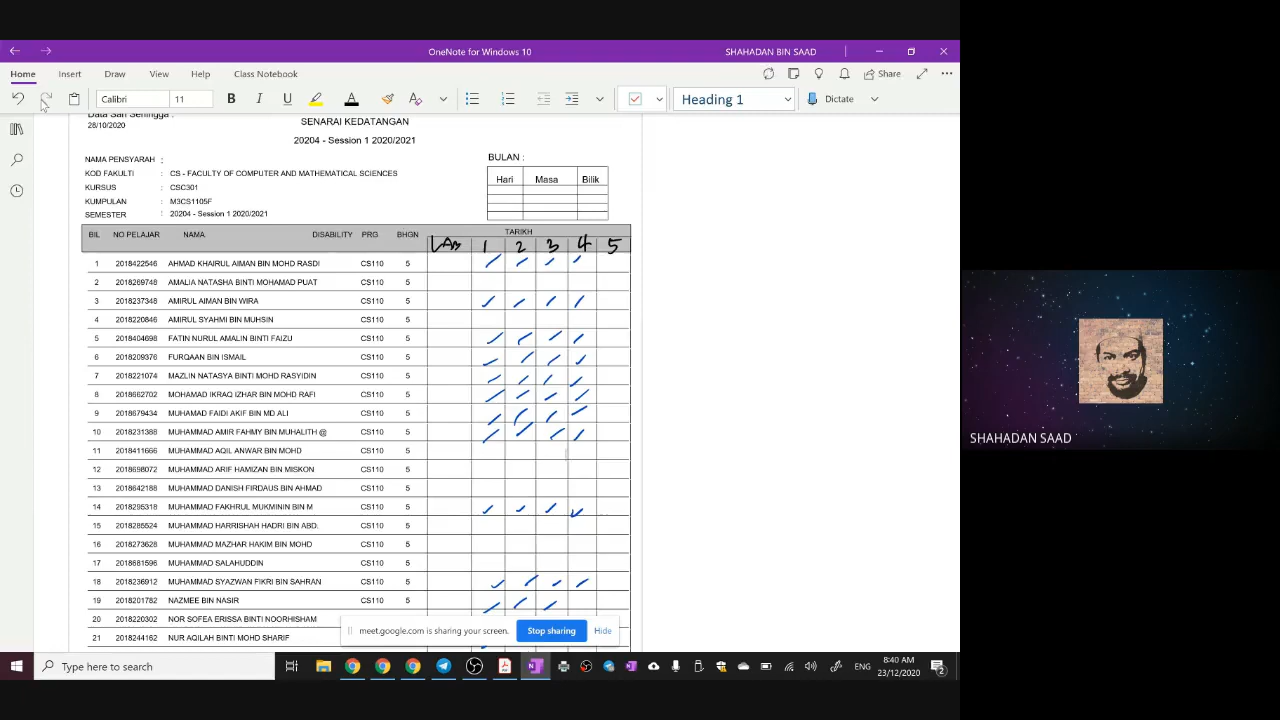 OneNote for Windows 10
SHAHADAN BIN SAAD
Home Insert Draw View Help Class Notebook
Share
Calibri 11 B I U A Heading 1 Dictate
Data Sari Sehingga :
28/10/2020
SENARAI KEDATANGAN
20204 - Session 1 2020/2021
NAMA PENSYARAH :
BULAN :
KOD FAKULTI : CS - FACULTY OF COMPUTER AND MATHEMATICAL SCIENCES
Hari Masa Bilik
KURSUS : CSC301
KUMPULAN : M3CS1105F
SEMESTER : 20204 - Session 1 2020/2021
TARIKH
BIL NO PELAJAR NAMA DISABILITY PRG BHGN LAB 1 2 3 4 5
1 2018422546 AHMAD KHAIRUL AIMAN BIN MOHD RASDI CS110 5
2 2018269748 AMALIA NATASHA BINTI MOHAMAD PUAT CS110 5
3 2018237348 AMIRUL AIMAN BIN WIRA CS110 5
4 2018220846 AMIRUL SYAHMI BIN MUHSIN CS110 5
5 2018404698 FATIN NURUL AMALIN BINTI FAIZU CS110 5
6 2018209376 FURQAAN BIN ISMAIL CS110 5
7 2018221074 MAZLIN NATASYA BINTI MOHD RASYIDIN CS110 5
8 2018662702 MOHAMAD IKRAQ IZHAR BIN MOHD RAFI CS110 5
9 2018679434 MUHAMAD FAIDI AKIF BIN MD ALI CS110 5
10 2018231388 MUHAMMAD AMIR FAHMY BIN MUHALITH @ CS110 5
11 2018411666 MUHAMMAD AQIL ANWAR BIN MOHD CS110 5
12 2018698072 MUHAMMAD ARIF HAMIZAN BIN MISKON CS110 5
13 2018642188 MUHAMMAD DANISH FIRDAUS BIN AHMAD CS110 5
14 2018295318 MUHAMMAD FAKHRUL MUKMININ BIN M CS110 5
15 2018285524 MUHAMMAD HARRISHAH HADRI BIN ABD. CS110 5
16 2018273628 MUHAMMAD MAZHAR HAKIM BIN MOHD CS110 5
17 2018681596 MUHAMMAD SALAHUDDIN CS110 5
18 2018236912 MUHAMMAD SYAZWAN FIKRI BIN SAHRAN CS110 5
19 2018201782 NAZMEE BIN NASIR CS110 5
20 2018220302 NOR SOFEA ERISSA BINTI NOORHISHAM
21 2018244162 NUR AQILAH BINTI MOHD SHARIF
meet.google.com is sharing your screen. Stop sharing Hide
Type here to search
ENG
8:40 AM
23/12/2020
2
SHAHADAN SAAD